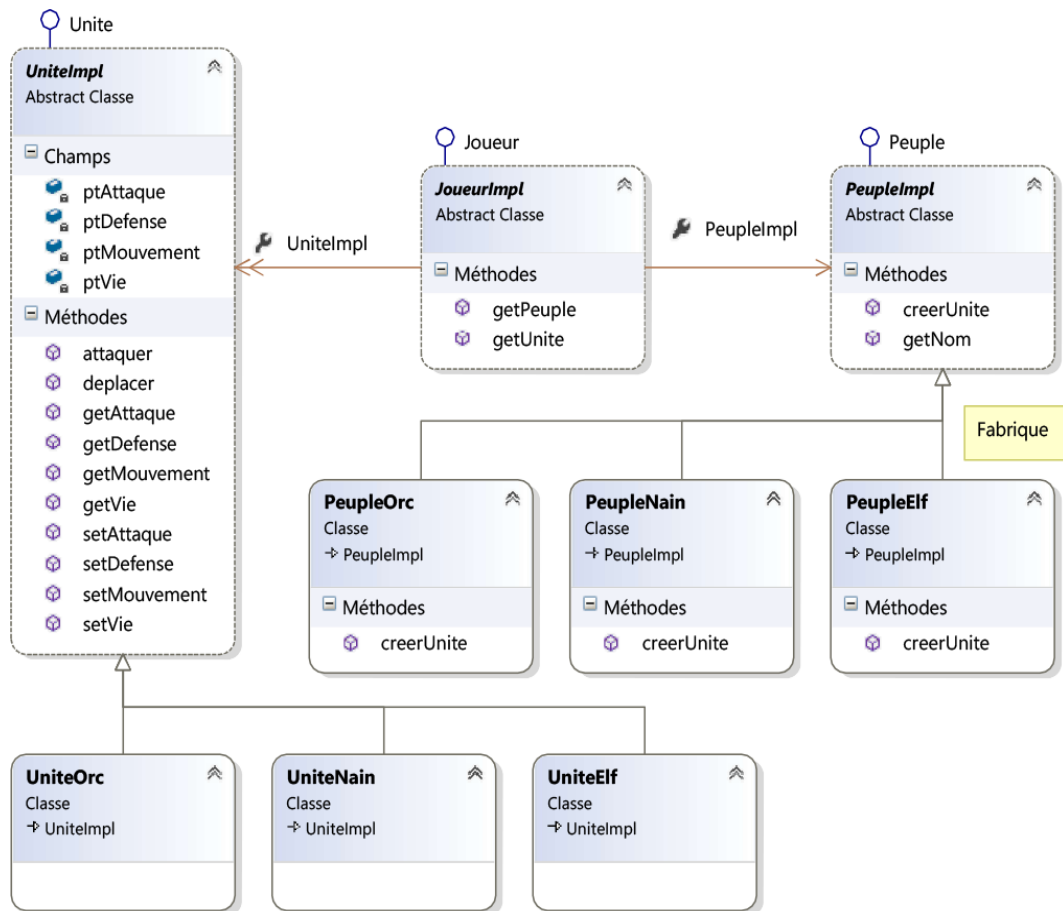 Unite
UniteImpl
Abstract Classe
Champs
ptAttaque
ptDefense
ptMouvement
ptVie
Méthodes
attaquer
deplacer
getAttaque
getDefense
getMouvement
getVie
setAttaque
setDefense
setMouvement
setVie
UniteImpl
Joueur
JoueurImpl
Abstract Classe
Méthodes
getPeuple
getUnite
PeupleImpl
Peuple
PeupleImpl
Abstract Classe
Méthodes
creerUnite
getNom
Fabrique
PeupleOrc
Classe
PeupleImpl
Méthodes
creerUnite
PeupleNain
Classe
PeupleImpl
Méthodes
creerUnite
PeupleElf
Classe
PeupleImpl
Méthodes
creerUnite
UniteOrc
Classe
UniteImpl
UniteNain
Classe
UniteImpl
UniteElf
Classe
UniteImpl